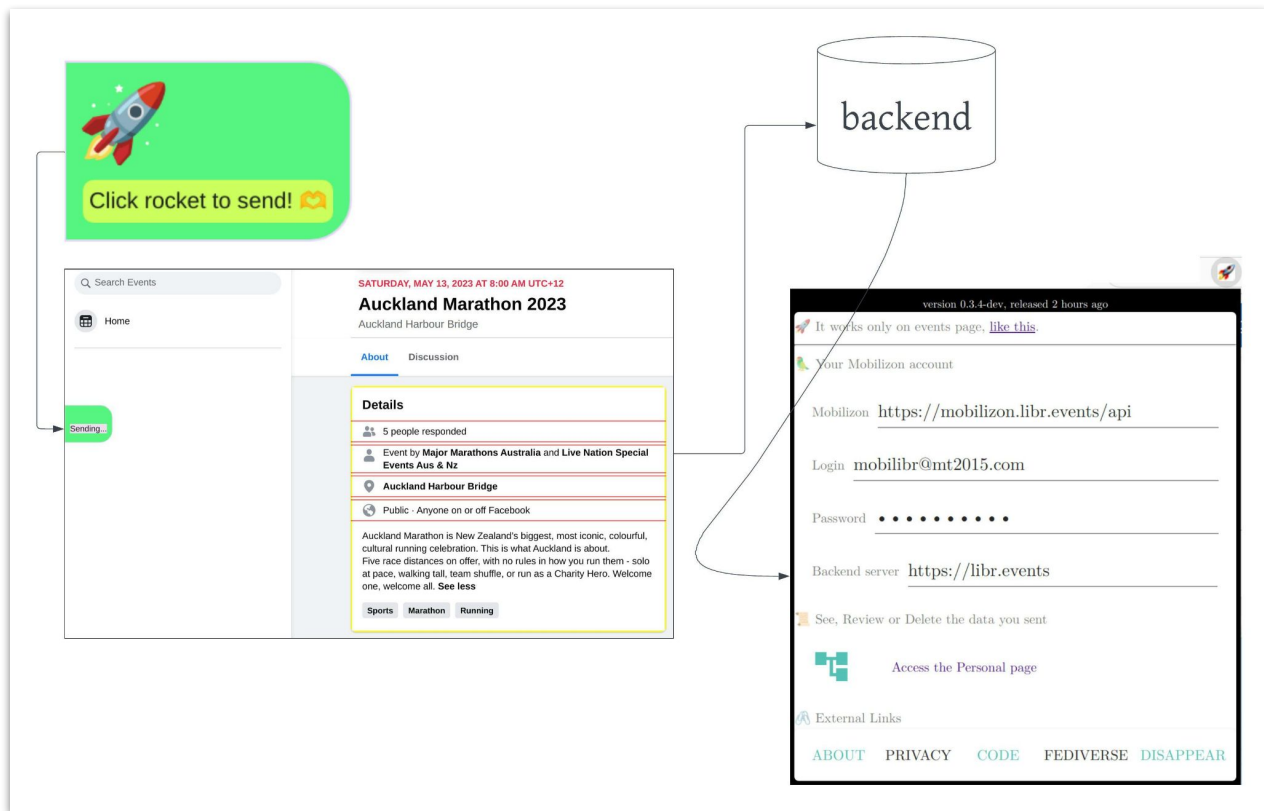 Click rocket to send!
backend
Search Events
Home
Sending...
SATURDAY, MAY 13, 2023 AT 8:00 AM UTC+12
Auckland Marathon 2023
Auckland Harbour Bridge
About Discussion
Details
5 people responded
Event by Major Marathons Australia and Live Nation Special
Events Aus & Nz
Auckland Harbour Bridge
Public · Anyone on or off Facebook
Auckland Marathon is New Zealand's biggest, most iconic, colourful,
cultural running celebration. This is what Auckland is about.
Five race distances on offer, with no rules in how you run them - solo
at pace, walking tall, team shuffle, or run as a Charity Hero. Welcome
one, welcome all. See less
Sports Marathon Running
version 0.3.4-dev, released 2 hours ago
It works only on events page, like this.
Your Mobilizon account
Mobilizon https://mobilizon.libr.events/api
Login mobilibr@mt2015.com
Password • • • • • • • • • •
Backend server https://libr.events
See, Review or Delete the data you sent
Access the Personal page
External Links
ABOUT PRIVACY CODE FEDIVERSE DISAPPEAR